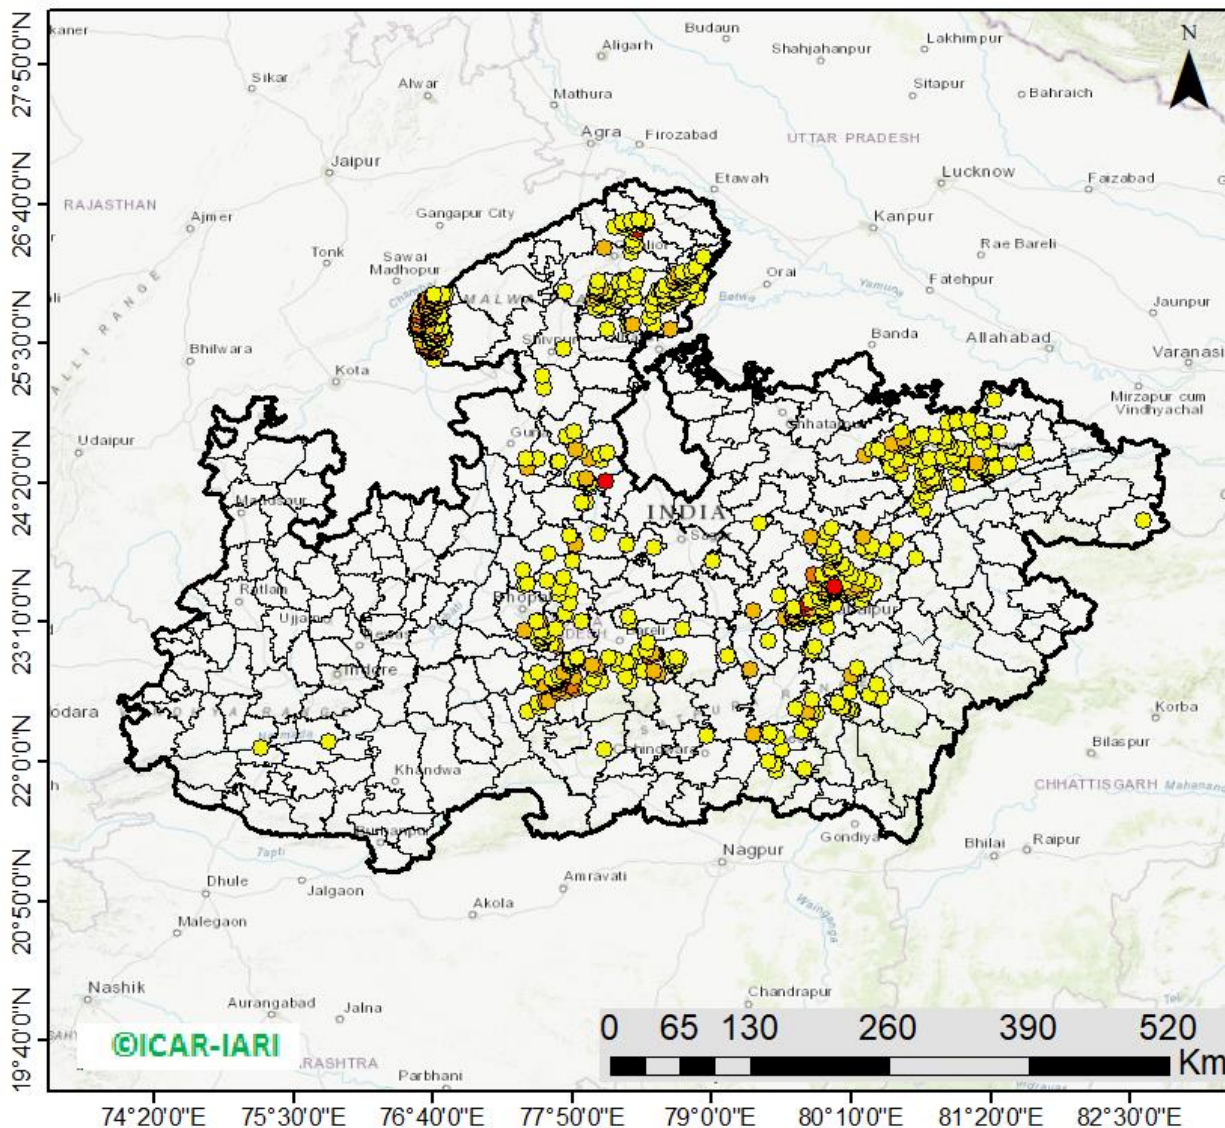 27°50'0"N
26°40'0"N
25°30'0"N
24°20'0"N
23°10'0"N
22°0'0"N
20°50'0"N
19°40'0"N
kaner
Budaun
Aligarh
Shahjahanpur
Lakhimpur
N
Sikar
Alwar
Mathura
Sitapur
Bahraich
Agra
Firozabad
UTTAR PRADESH
Jaipur
Etawah
Lucknow
Faizabad
RAJASTHAN
Ajmer
Gangapur City
Kanpur
Tonk
Sawai
Madhopur
Rae Bareli
Orai
Fatehpur
Chambal
Betwa
Yamuna
Jaunpur
Bhilwara
Banda
Allahabad
Varanasi
Kota
Mirzapur cum
Vindhyachal
Udaipur
INDIA
Ratlam
Indore
odara
Chhindwara
Korba
Khandwa
Bilaspur
CHHATTISGARH
Burhanpur
Gondiya
Tapti
Nagpur
Bhilai
Raipur
Dhule
Jalgaon
Amravati
Akola
Wainganga
Malegaon
Nashik
Aurangabad
Jalna
Chandrapur
©ICAR-IARI
RASHTRA
Parbhani
0 65 130 260 390 520
Km
74°20'0"E 75°30'0"E 76°40'0"E 77°50'0"E 79°0'0"E 80°10'0"E 81°20'0"E 82°30'0"E